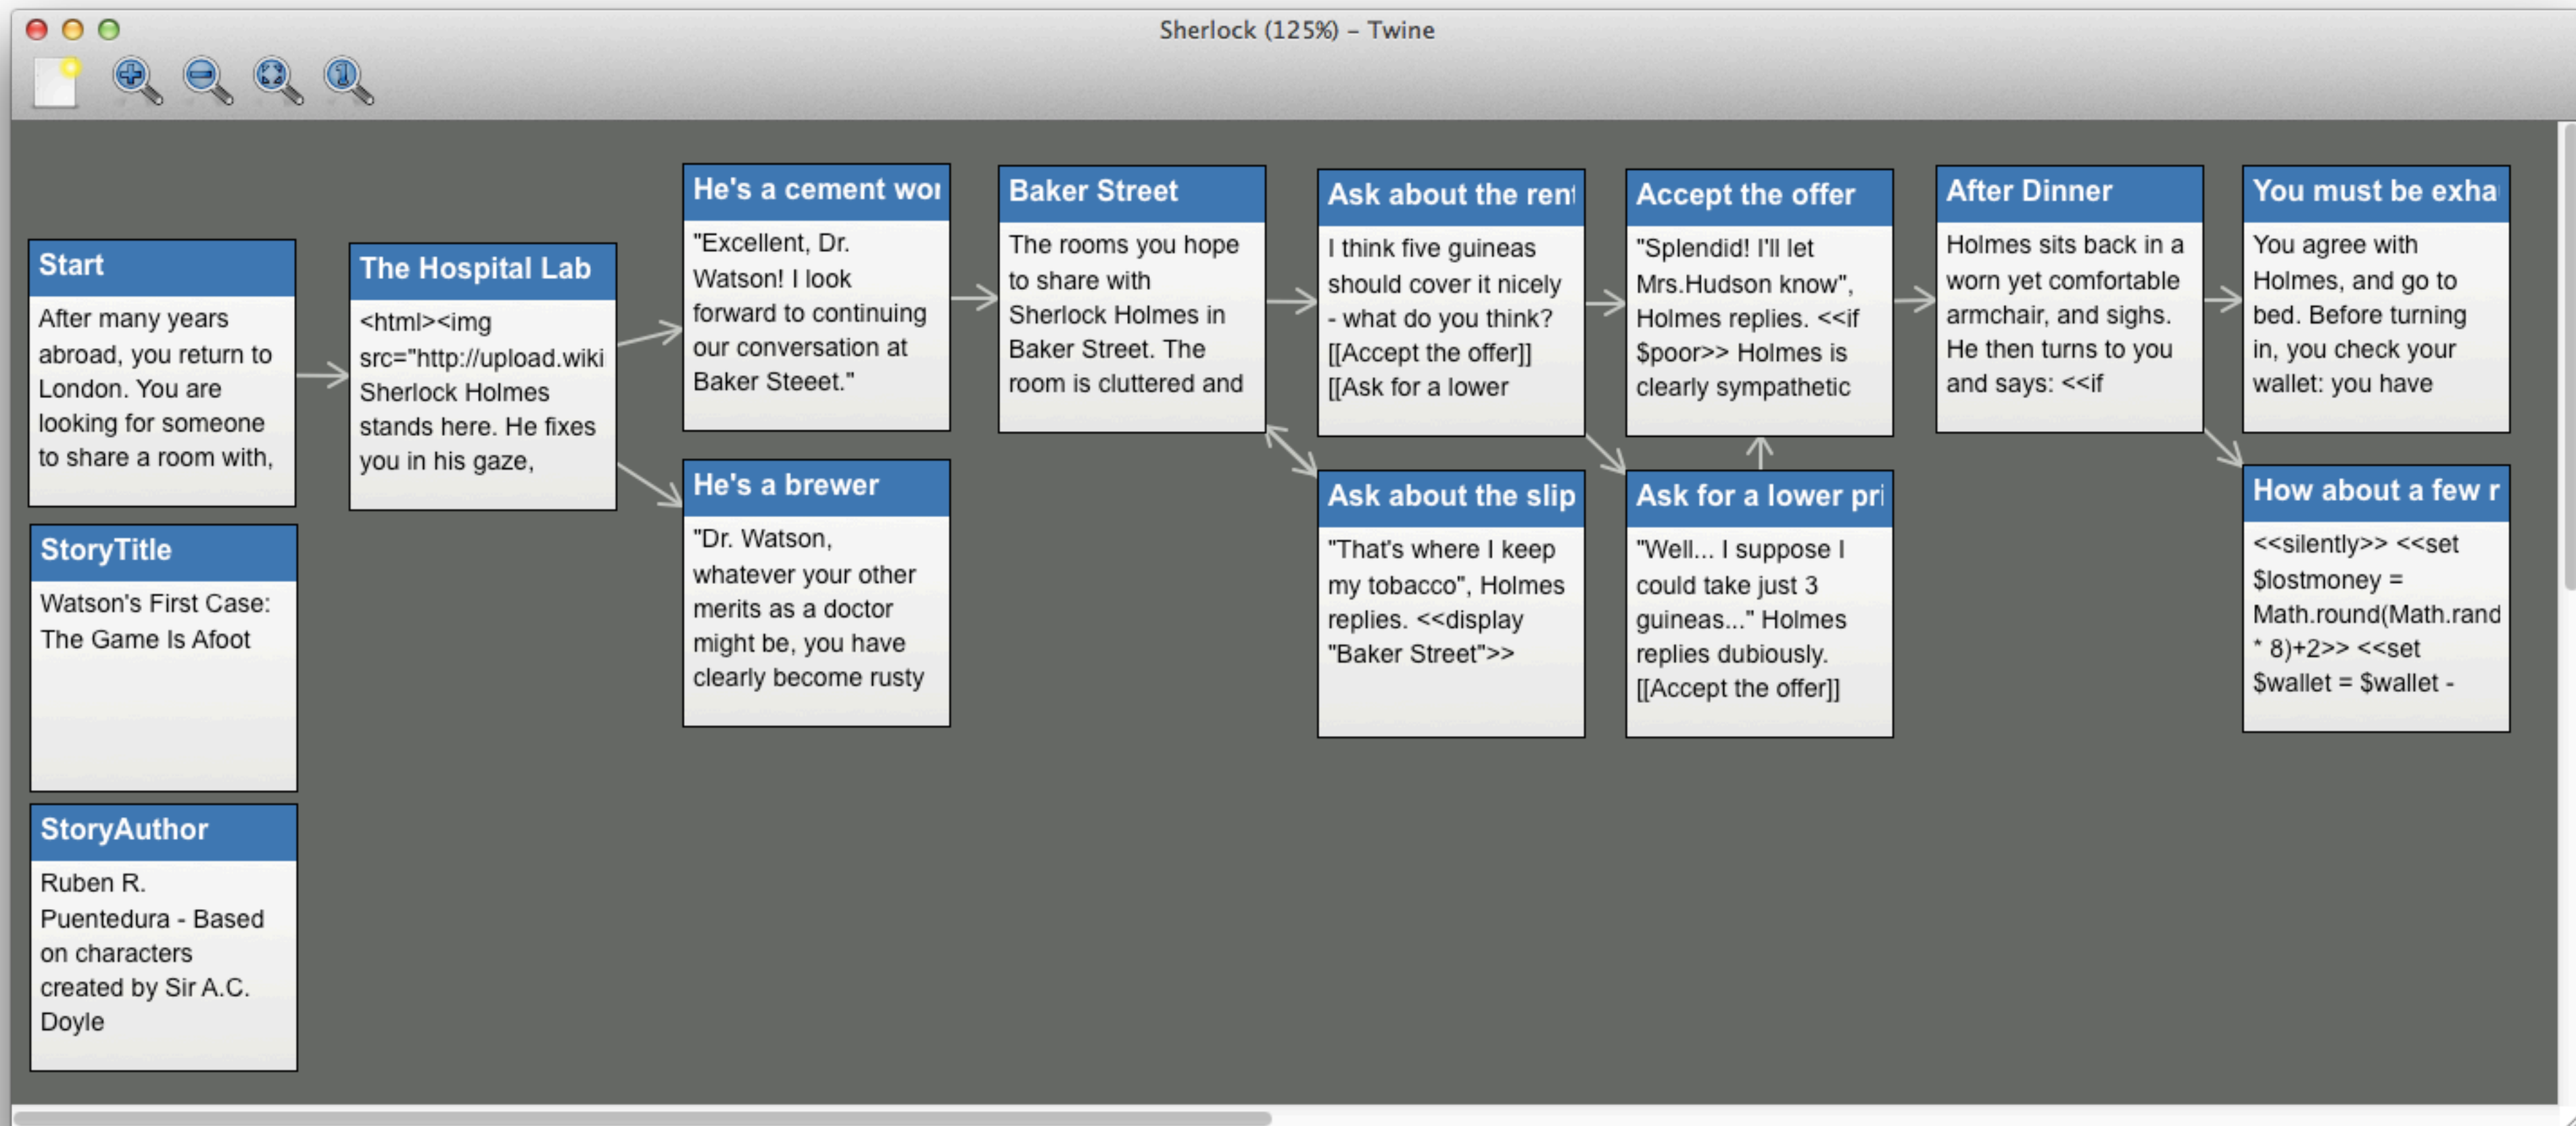 Sherlock (125%) – Twine
Start
After many years
abroad, you return to
London. You are
looking for someone
to share a room with,
StoryTitle
Watson's First Case:
The Game Is Afoot
StoryAuthor
Ruben R.
Puentedura - Based
on characters
created by Sir A.C.
Doyle
The Hospital Lab
<html><img
src="http://upload.wiki
Sherlock Holmes
stands here. He fixes
you in his gaze,
He's a cement wor
"Excellent, Dr.
Watson! I look
forward to continuing
our conversation at
Baker Steeet."
He's a brewer
"Dr. Watson,
whatever your other
merits as a doctor
might be, you have
clearly become rusty
Baker Street
The rooms you hope
to share with
Sherlock Holmes in
Baker Street. The
room is cluttered and
Ask about the rent
I think five guineas
should cover it nicely
- what do you think?
[[Accept the offer]]
[[Ask for a lower
Ask about the slip
"That's where I keep
my tobacco", Holmes
replies. <<display
"Baker Street">>
Accept the offer
"Splendid! I'll let
Mrs.Hudson know",
Holmes replies. <<if
$poor>> Holmes is
clearly sympathetic
Ask for a lower pri
"Well... I suppose I
could take just 3
guineas..." Holmes
replies dubiously.
[[Accept the offer]]
After Dinner
Holmes sits back in a
worn yet comfortable
armchair, and sighs.
He then turns to you
and says: <<if
You must be exha
You agree with
Holmes, and go to
bed. Before turning
in, you check your
wallet: you have
How about a few r
<<silently>> <<set
$lostmoney =
Math.round(Math.rand
* 8)+2>> <<set
$wallet = $wallet -